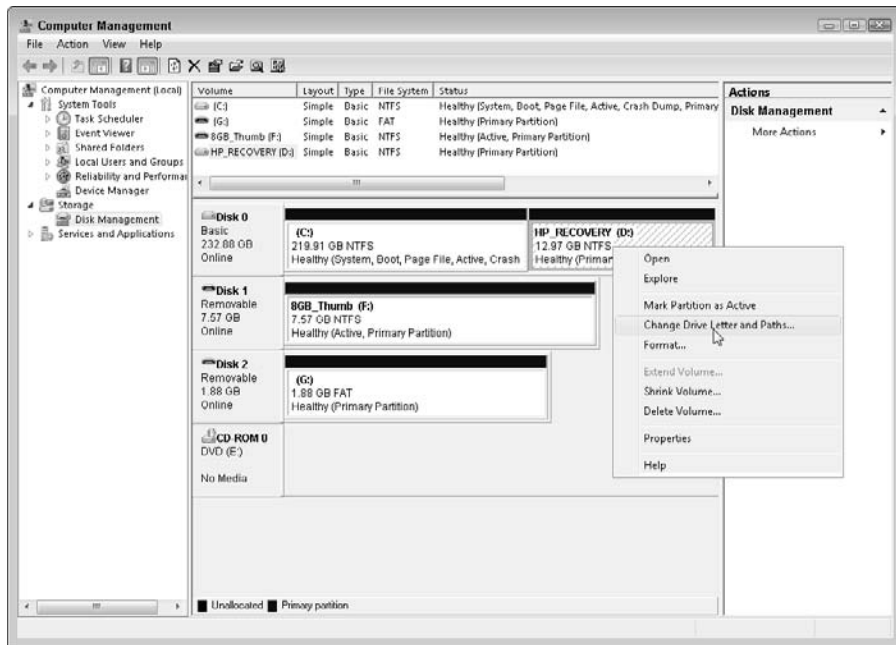 Computer Management
File Action View Help
Computer Management (Local)
System Tools
Task Scheduler
Event Viewer
Shared Folders
Local Users and Groups
Reliability and Performa
Device Manager
Storage
Disk Management
Services and Applications
Volume Layout Type File System Status
(C:) Simple Basic NTFS Healthy (System, Boot, Page File, Active, Crash Dump, Primary
(G:) Simple Basic FAT Healthy (Primary Partition)
8GB_Thumb (F:) Simple Basic NTFS Healthy (Active, Primary Partition)
HP_RECOVERY (D:) Simple Basic NTFS Healthy (Primary Partition)
Disk 0
Basic
232.88 GB
Online
(C:)
219.91 GB NTFS
Healthy (System, Boot, Page File, Active, Crash
HP_RECOVERY (D:)
12.97 GB NTFS
Healthy (Primar
Disk 1
Removable
7.57 GB
Online
8GB_Thumb (F:)
7.57 GB NTFS
Healthy (Active, Primary Partition)
Disk 2
Removable
1.88 GB
Online
(G:)
1.88 GB FAT
Healthy (Primary Partition)
CD-ROM 0
DVD (E:)
No Media
Unallocated Primary partition
Open
Explore
Mark Partition as Active
Change Drive Letter and Paths...
Format...
Extend Volume...
Shrink Volume...
Delete Volume...
Properties
Help
Actions
Disk Management
More Actions